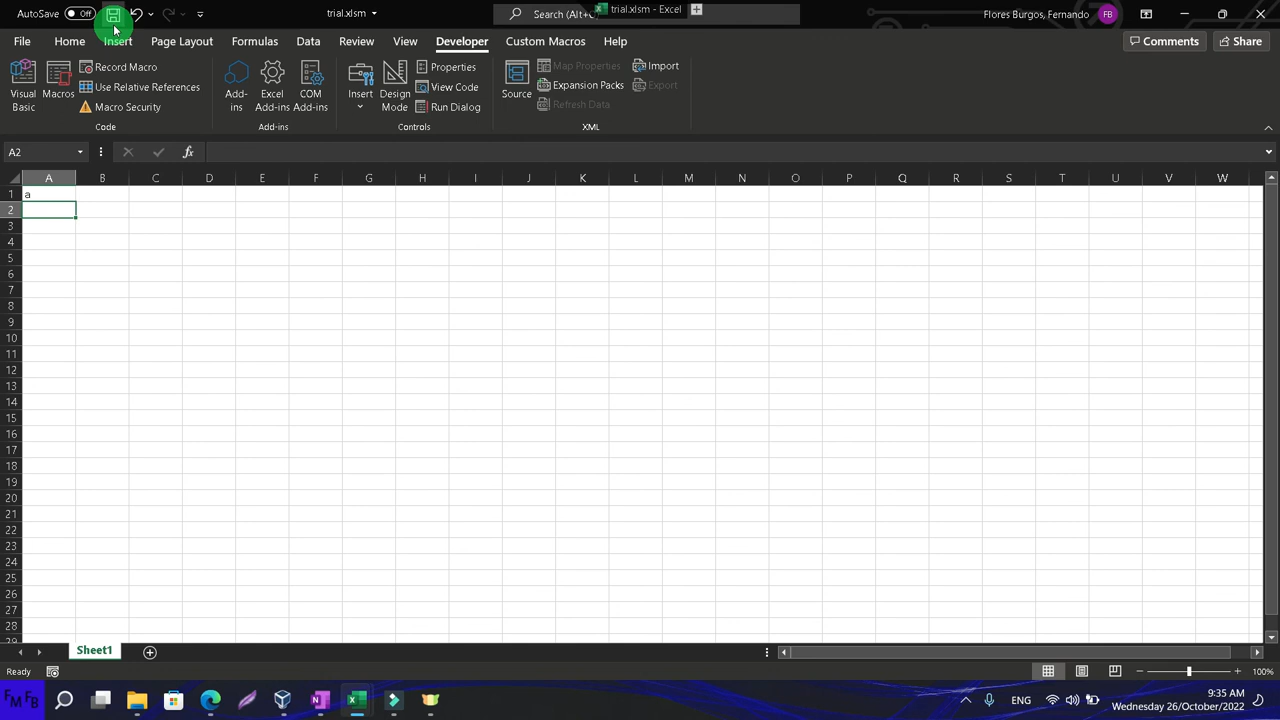 AutoSave Off
trial.xlsm
Search (Alt+
trial.xlsm - Excel
Flores Burgos, Fernando FB
File Home Insert Page Layout Formulas Data Review View Developer Custom Macros Help
Comments Share
Visual Basic
Macros
Record Macro
Use Relative References
Macro Security
Code
Add-ins
Excel Add-ins
COM Add-ins
Add-ins
Insert
Design Mode
Properties
View Code
Run Dialog
Controls
Source
Map Properties
Expansion Packs
Refresh Data
Import
Export
XML
A2 fx
A B C D E F G H I J K L M N O P Q R S T U V W
1 a
2
3
4
5
6
7
8
9
10
11
12
13
14
15
16
17
18
19
20
21
22
23
24
25
26
27
28
29
Sheet1
Ready 100%
FM FB
ENG
9:35 AM
Wednesday 26/October/2022